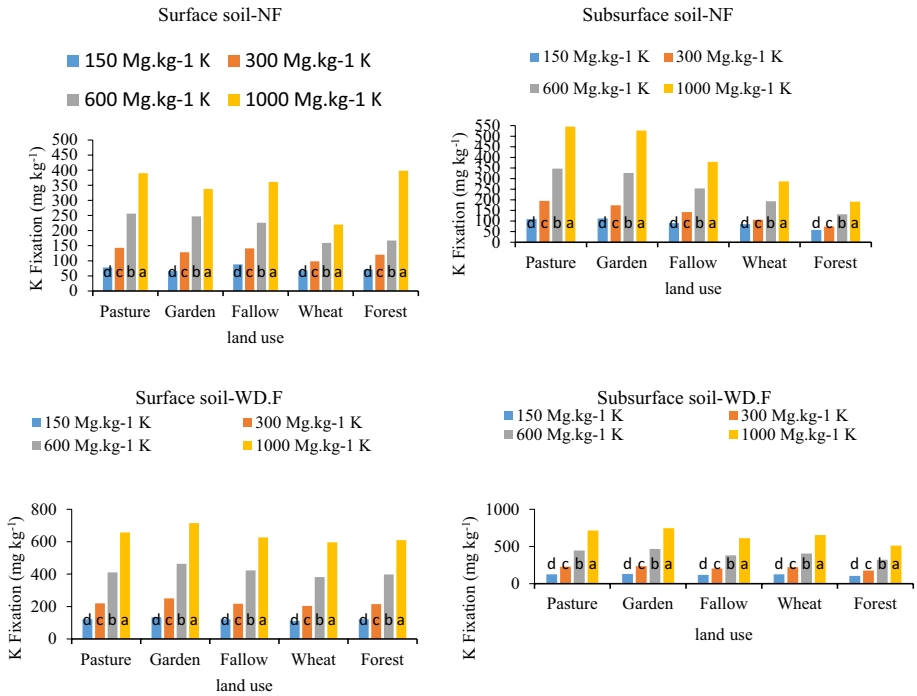 Surface soil-NF
150 Mg.kg-1 K 300 Mg.kg-1 K
600 Mg.kg-1 K 1000 Mg.kg-1 K
K Fixation (mg kg⁻¹)
500
450
400
350
300
250
200
150
100
50
0
d c b a d c b a d c b a d c b a d c b a
Pasture Garden Fallow Wheat Forest
land use
Subsurface soil-NF
150 Mg.kg-1 K 300 Mg.kg-1 K
600 Mg.kg-1 K 1000 Mg.kg-1 K
K Fixation (mg kg⁻¹)
550
500
450
400
350
300
250
200
150
100
50
0
d c b a d c b a d c b a d c b a d c b a
Pasture Garden Fallow Wheat Forest
land use
Surface soil-WD.F
150 Mg.kg-1 K 300 Mg.kg-1 K
600 Mg.kg-1 K 1000 Mg.kg-1 K
K Fixation (mg kg⁻¹)
800
600
400
200
0
d c b a d c b a d c b a d c b a d c b a
Pasture Garden Fallow Wheat Forest
Subsurface soil-WD.F
150 Mg.kg-1 K 300 Mg.kg-1 K
600 Mg.kg-1 K 1000 Mg.kg-1 K
K Fixation (mg kg⁻¹)
1000
500
0
d c b a d c b a d c b a d c b a d c b a
Pasture Garden Fallow Wheat Forest
land use